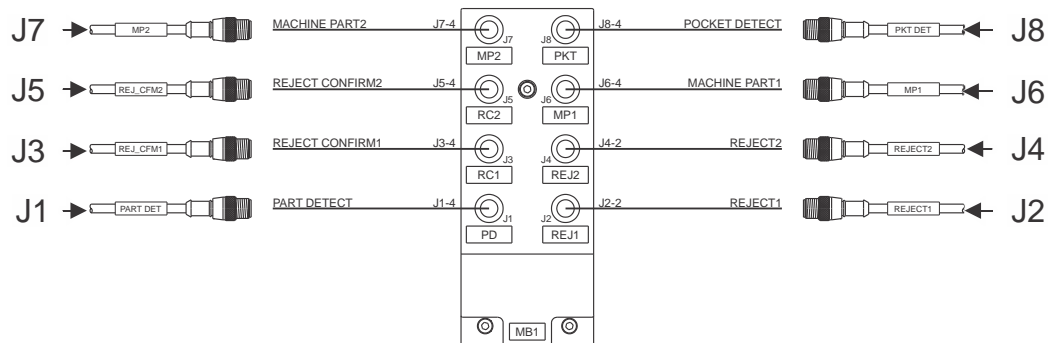 J7 MP2 MACHINE PART2 J7-4 J7 J8 J8-4 POCKET DETECT PKT DET J8
MP2 PKT
J5 REJ_CFM2 REJECT CONFIRM2 J5-4 J5 J6 J6-4 MACHINE PART1 MP1 J6
RC2 MP1
J3 REJ_CFM1 REJECT CONFIRM1 J3-4 J3 J4 J4-2 REJECT2 REJECT2 J4
RC1 REJ2
J1 PART DET PART DETECT J1-4 J1 J2 J2-2 REJECT1 REJECT1 J2
PD REJ1
MB1